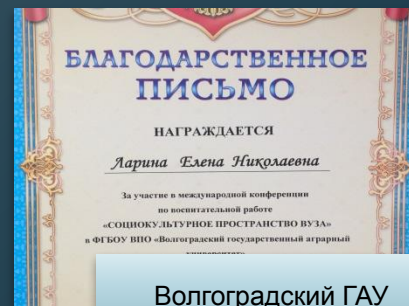 БЛАГОДАРСТВЕННОЕ
ПИСЬМО
НАГРАЖДАЕТСЯ
Ларина Елена Николаевна
За участие в международной конференции
по воспитательной работе
«СОЦИОКУЛЬТУРНОЕ ПРОСТРАНСТВО ВУЗА»
в ФГБОУ ВПО «Волгоградский государственный аграрный
Волгоградский ГАУ